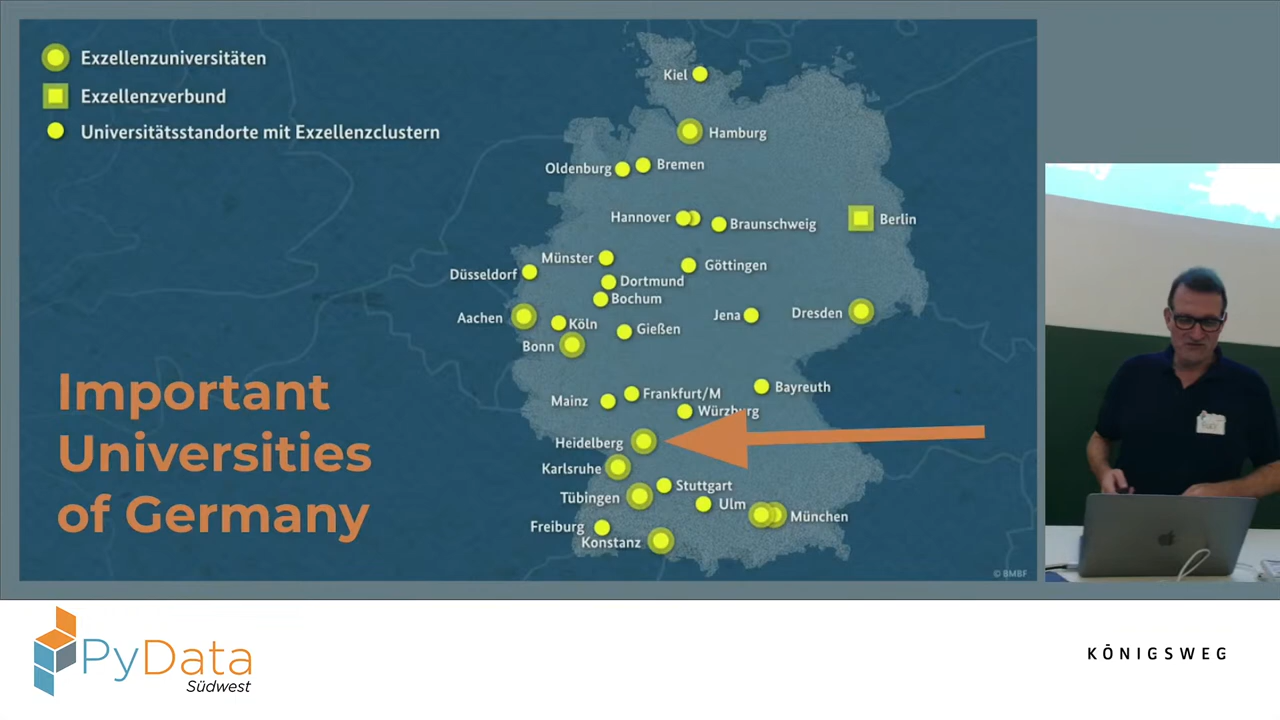 Exzellenzuniversitäten
Exzellenzverbund
Universitätsstandorte mit Exzellenzclustern
Kiel
Hamburg
Oldenburg
Bremen
Hannover
Braunschweig
Berlin
Münster
Göttingen
Düsseldorf
Dortmund
Bochum
Aachen
Köln
Gießen
Jena
Dresden
Bonn
Important
Universities
of Germany
Mainz
Frankfurt/M
Bayreuth
Würzburg
Heidelberg
Karlsruhe
Tübingen
Stuttgart
Ulm
München
Freiburg
Konstanz
© BMBF
PyData
Südwest
KÖNIGSWEG